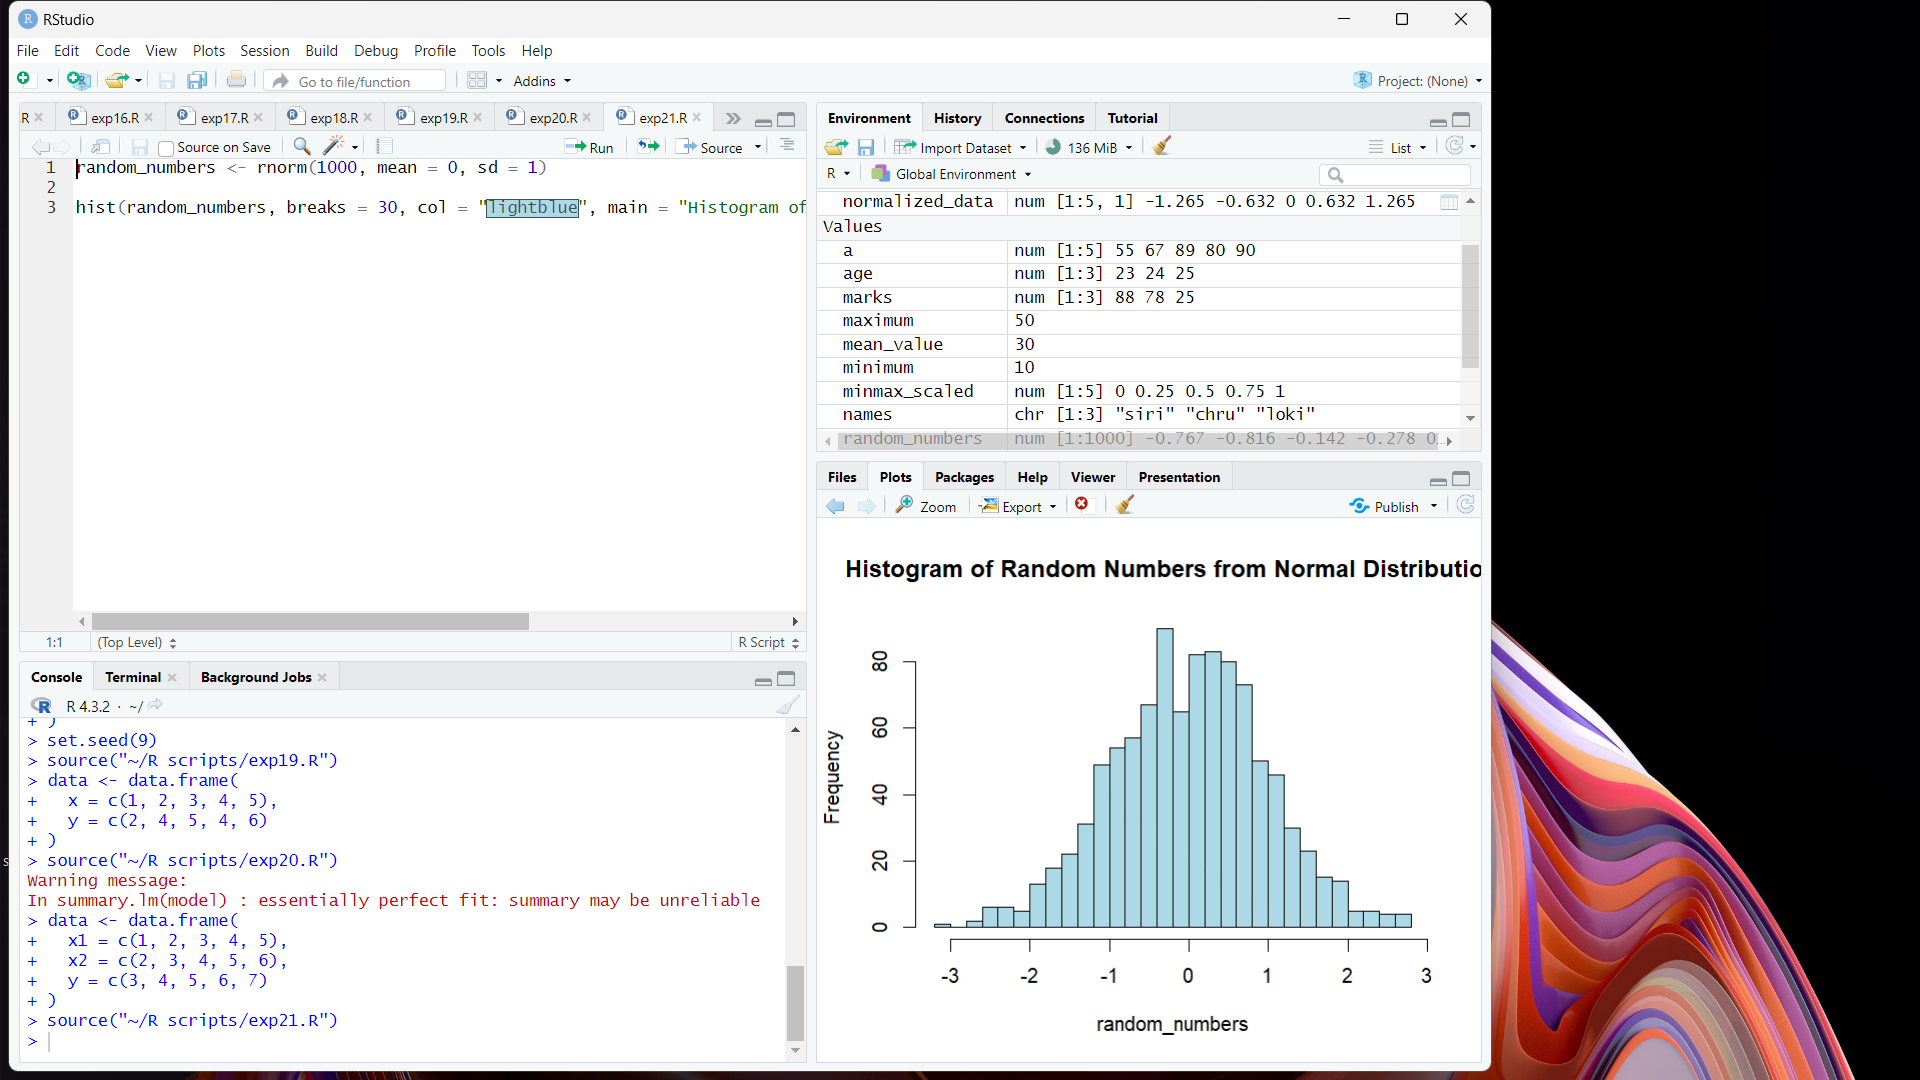 RStudio
File Edit Code View Plots Session Build Debug Profile Tools Help
Go to file/function Addins Project: (None)
R exp16.R exp17.R exp18.R exp19.R exp20.R exp21.R
Source on Save Run Source
1 random_numbers <- rnorm(1000, mean = 0, sd = 1)
2
3 hist(random_numbers, breaks = 30, col = "lightblue", main = "Histogram of
1:1 (Top Level) R Script
Console Terminal Background Jobs
R 4.3.2 · ~/
+ )
> set.seed(9)
> source("~/R scripts/exp19.R")
> data <- data.frame(
+   x = c(1, 2, 3, 4, 5),
+   y = c(2, 4, 5, 4, 6)
+ )
> source("~/R scripts/exp20.R")
Warning message:
In summary.lm(model) : essentially perfect fit: summary may be unreliable
> data <- data.frame(
+   x1 = c(1, 2, 3, 4, 5),
+   x2 = c(2, 3, 4, 5, 6),
+   y = c(3, 4, 5, 6, 7)
+ )
> source("~/R scripts/exp21.R")
>
Environment History Connections Tutorial
Import Dataset 136 MiB List
R Global Environment
normalized_data num [1:5, 1] -1.265 -0.632 0 0.632 1.265
Values
a num [1:5] 55 67 89 80 90
age num [1:3] 23 24 25
marks num [1:3] 88 78 25
maximum 50
mean_value 30
minimum 10
minmax_scaled num [1:5] 0 0.25 0.5 0.75 1
names chr [1:3] "siri" "chru" "loki"
random_numbers num [1:1000] -0.767 -0.816 -0.142 -0.278 0...
Files Plots Packages Help Viewer Presentation
Zoom Export Publish
Histogram of Random Numbers from Normal Distributio
Frequency
80
60
40
20
0
-3 -2 -1 0 1 2 3
random_numbers
s